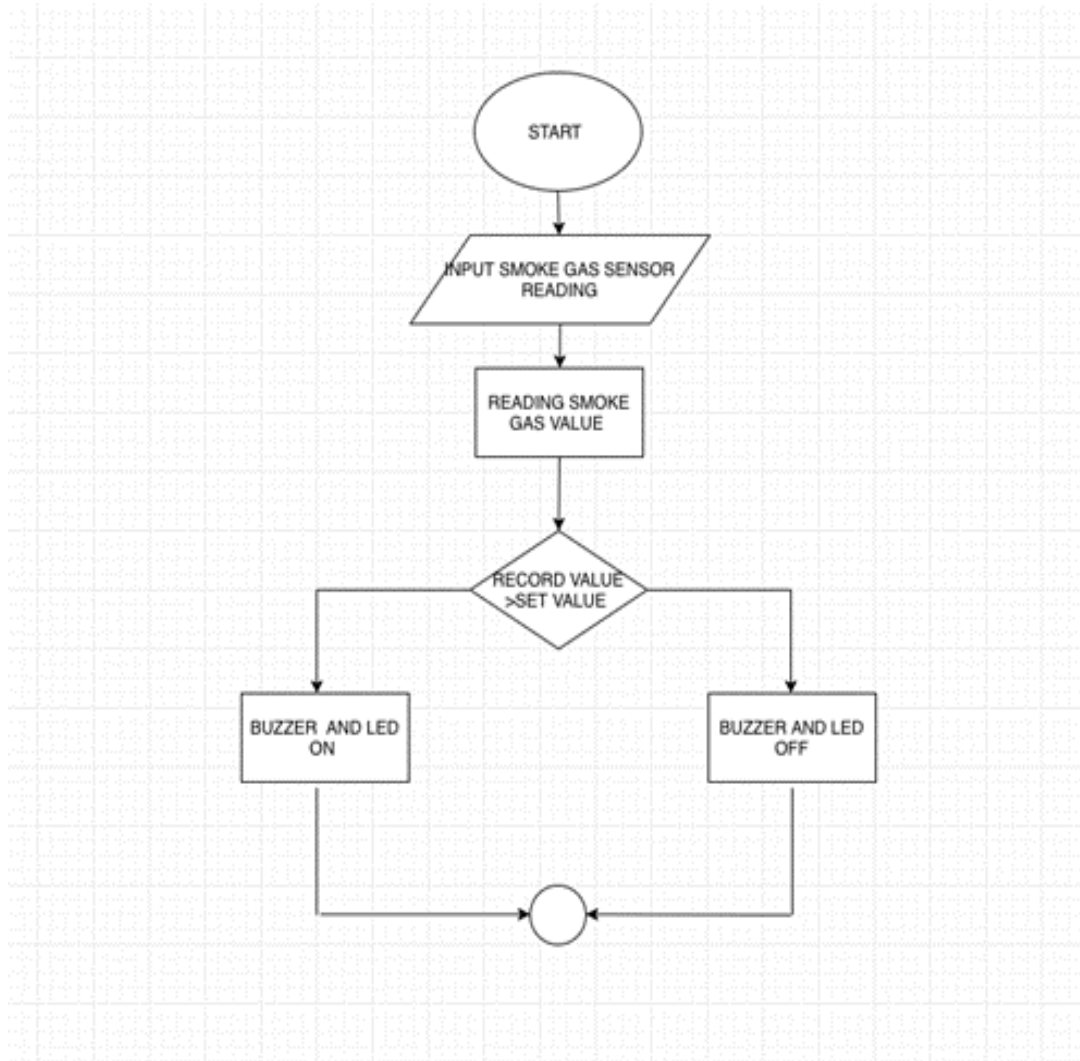 START
INPUT SMOKE GAS SENSOR
READING
READING SMOKE
GAS VALUE
RECORD VALUE
>SET VALUE
BUZZER AND LED
ON
BUZZER AND LED
OFF